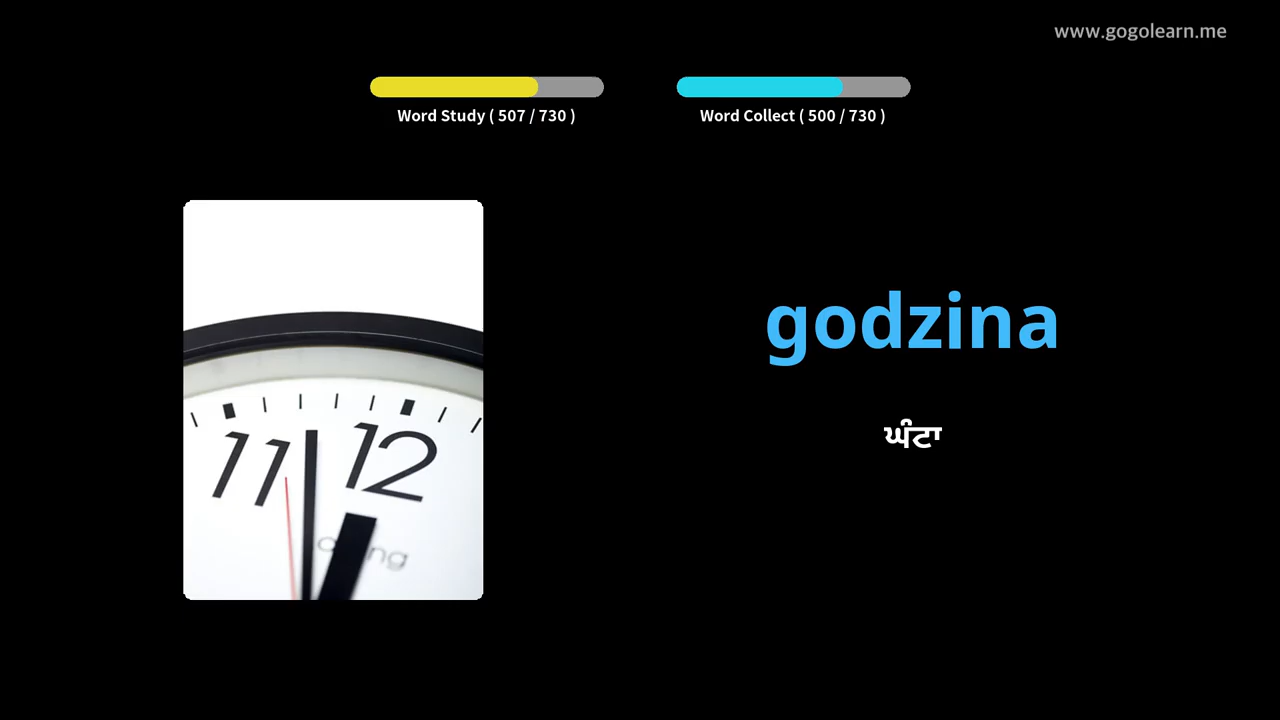 www.gogolearn.me
Word Study ( 507 / 730 )
Word Collect ( 500 / 730 )
11 12
godzina
ਘੰਟਾ